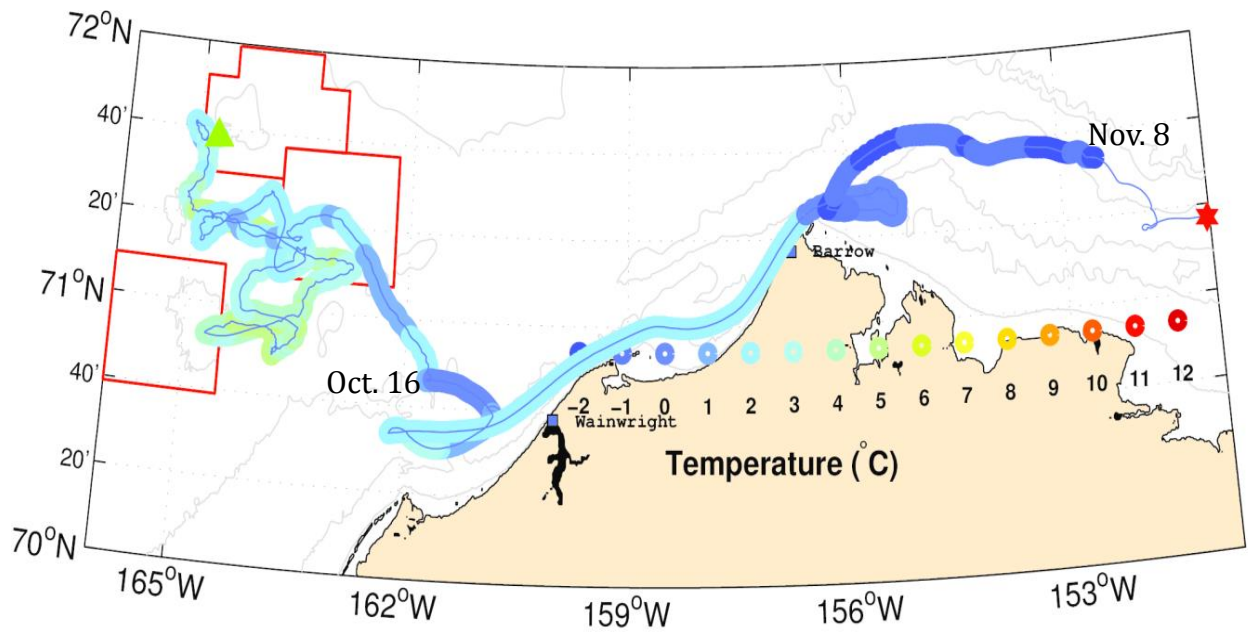 72°N
40'
20'
71°N
40'
20'
70°N
Nov. 8
Barrow
Oct. 16
-2 -1 0 1 2 3 4 5 6 7 8 9 10 11 12
Wainwright
Temperature (°C)
165°W 162°W 159°W 156°W 153°W